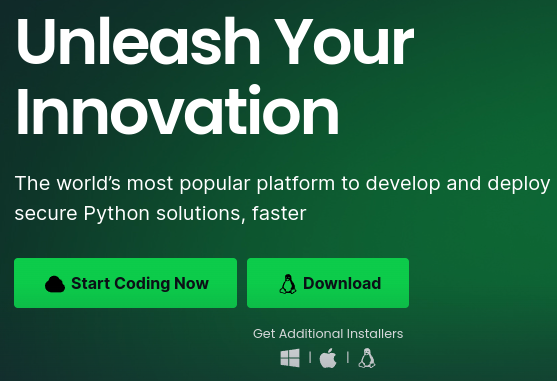 Unleash Your
Innovation
The world’s most popular platform to develop and deploy
secure Python solutions, faster
Start Coding Now
Download
Get Additional Installers